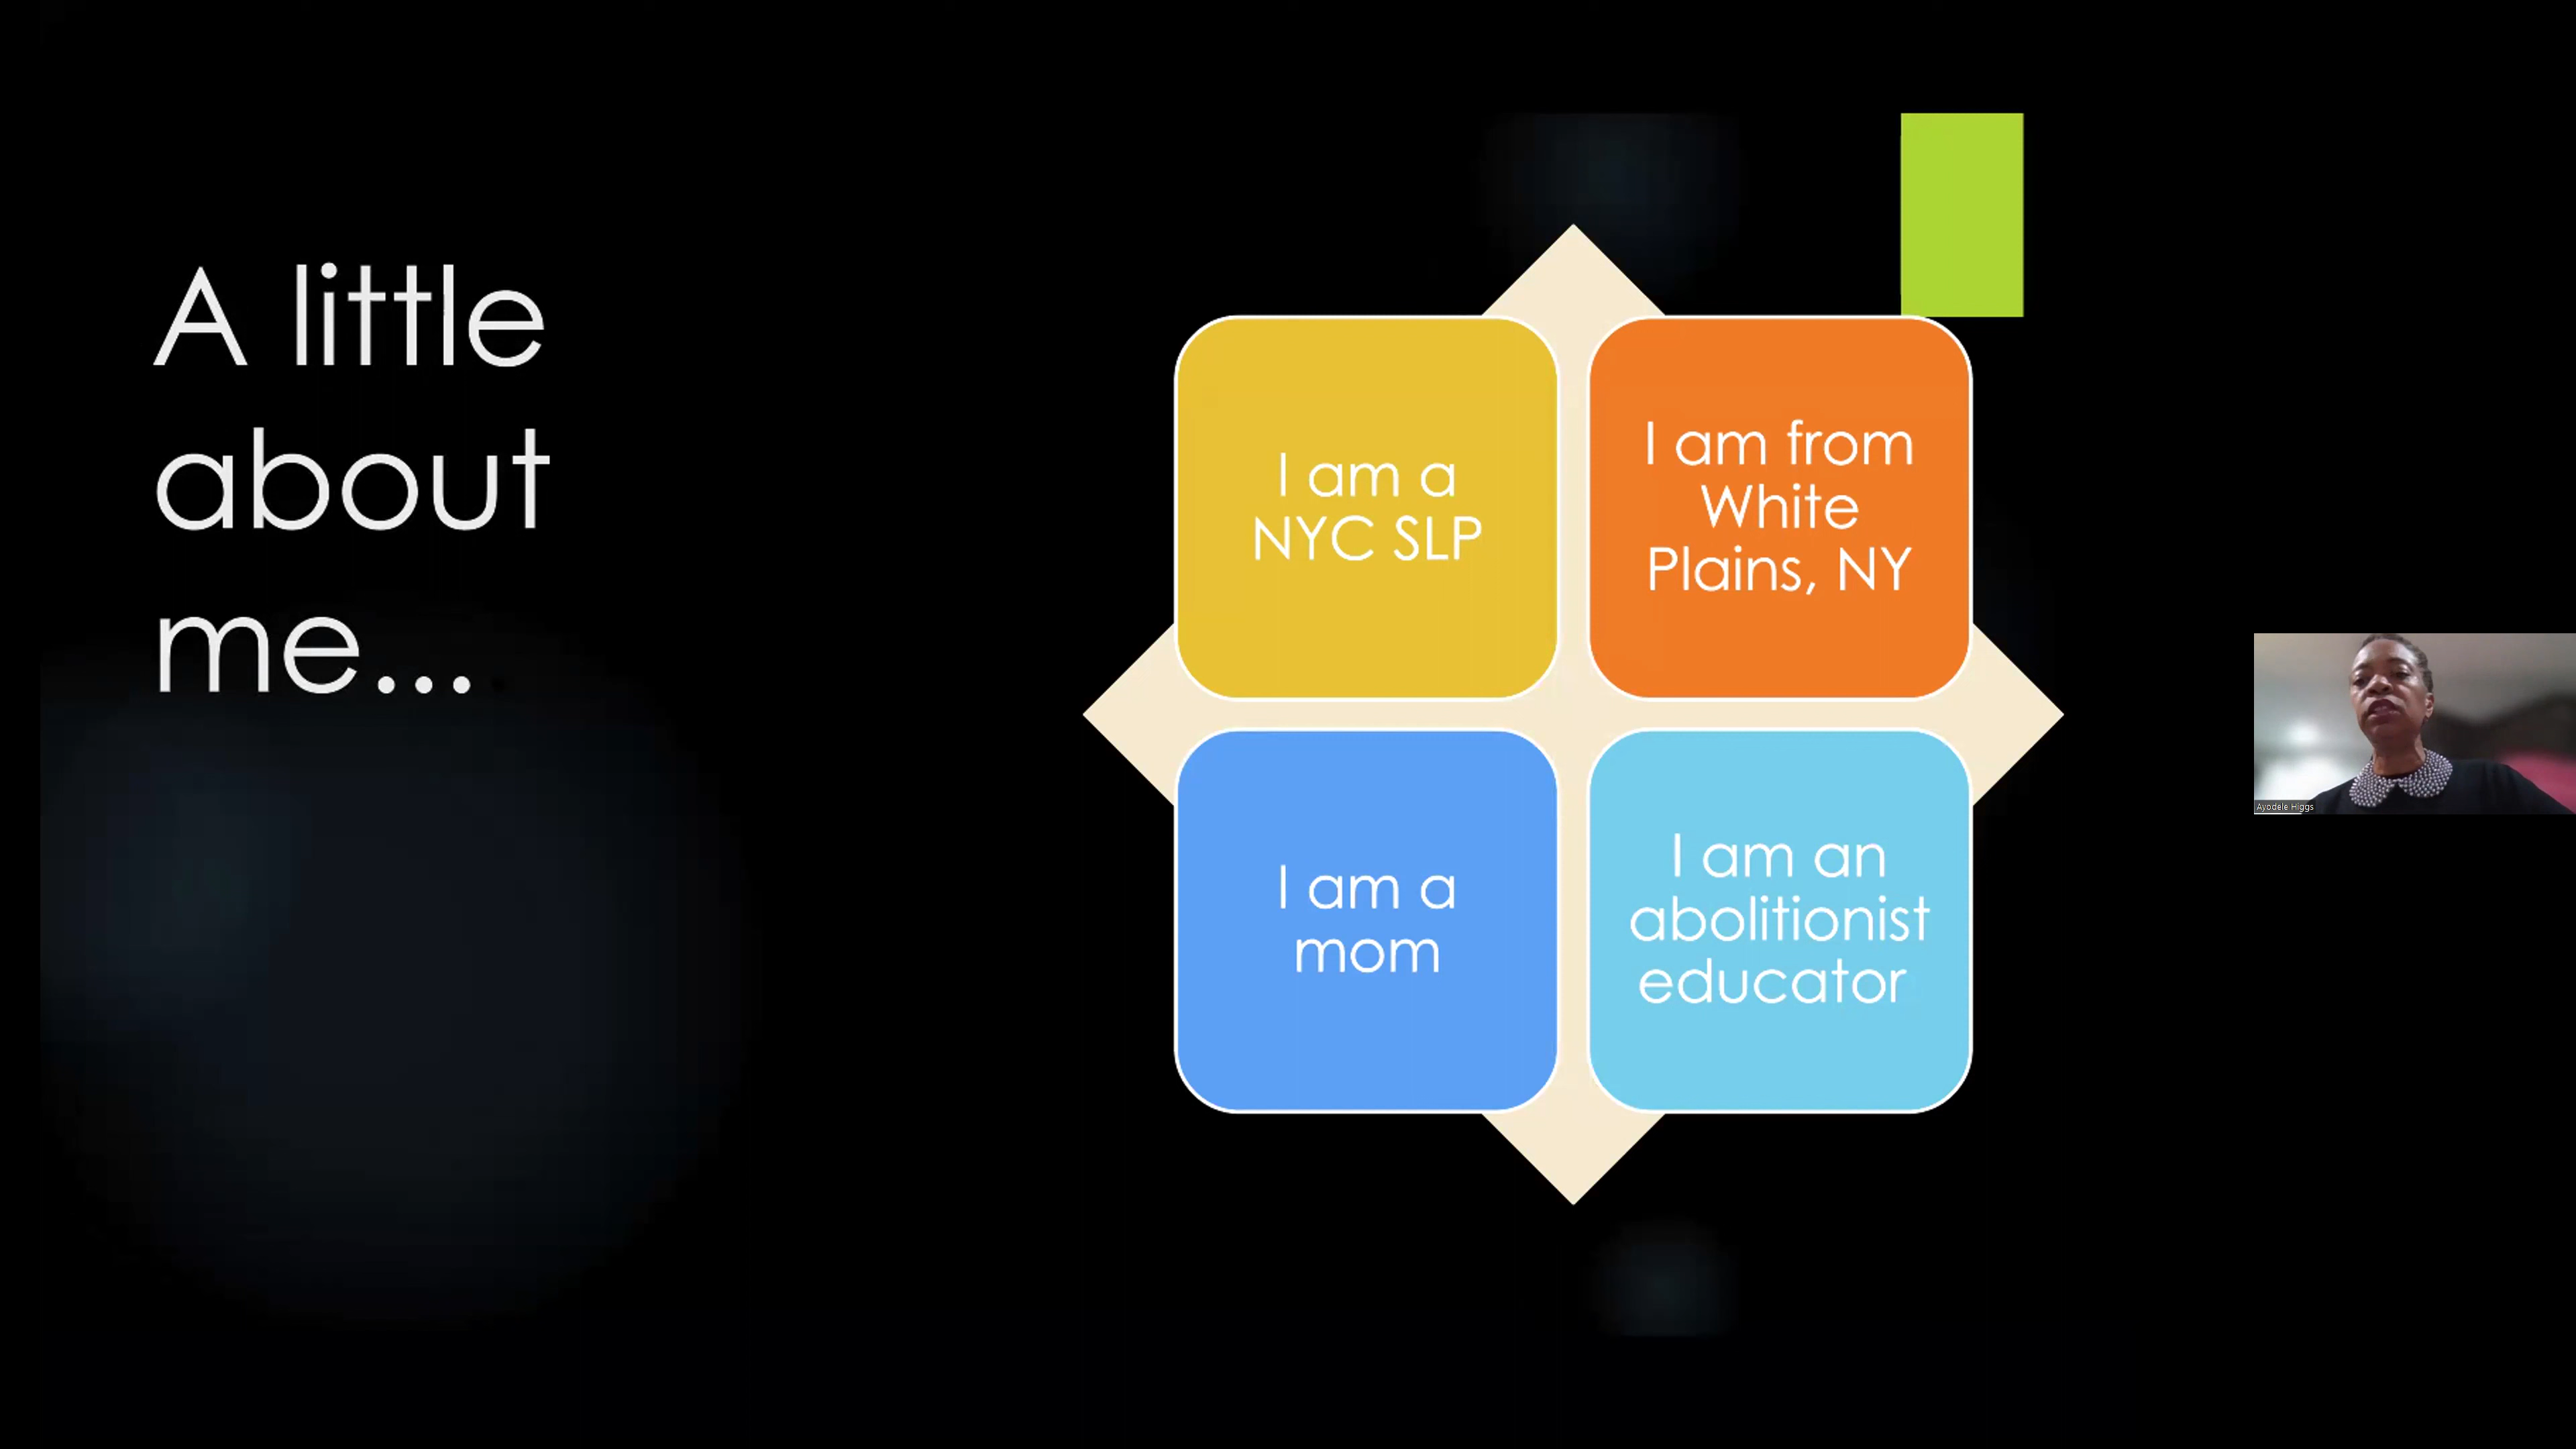 A little
about
me...
I am a
NYC SLP
I am from
White
Plains, NY
I am a
mom
I am an
abolitionist
educator
Ayodele Higgs